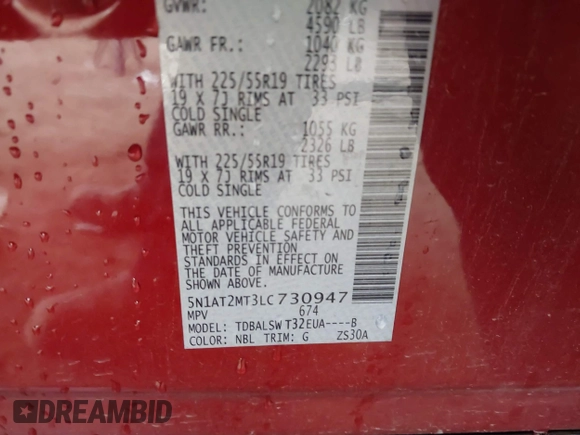 GVWR: 2082 KG
4590 LB
GAWR FR.: 1040 KG
2293 LB
WITH 225/55R19 TIRES
19 X 7J RIMS AT 33 PSI
COLD SINGLE
GAWR RR.: 1055 KG
2326 LB
WITH 225/55R19 TIRES
19 X 7J RIMS AT 33 PSI
COLD SINGLE
THIS VEHICLE CONFORMS TO
ALL APPLICABLE FEDERAL
MOTOR VEHICLE SAFETY AND
THEFT PREVENTION
STANDARDS IN EFFECT ON
THE DATE OF MANUFACTURE
SHOWN ABOVE.
5N1AT2MT3LC730947
MPV 674
MODEL: TDBALSW T32EUA----B
COLOR: NBL TRIM: G ZS30A
DREAMBID